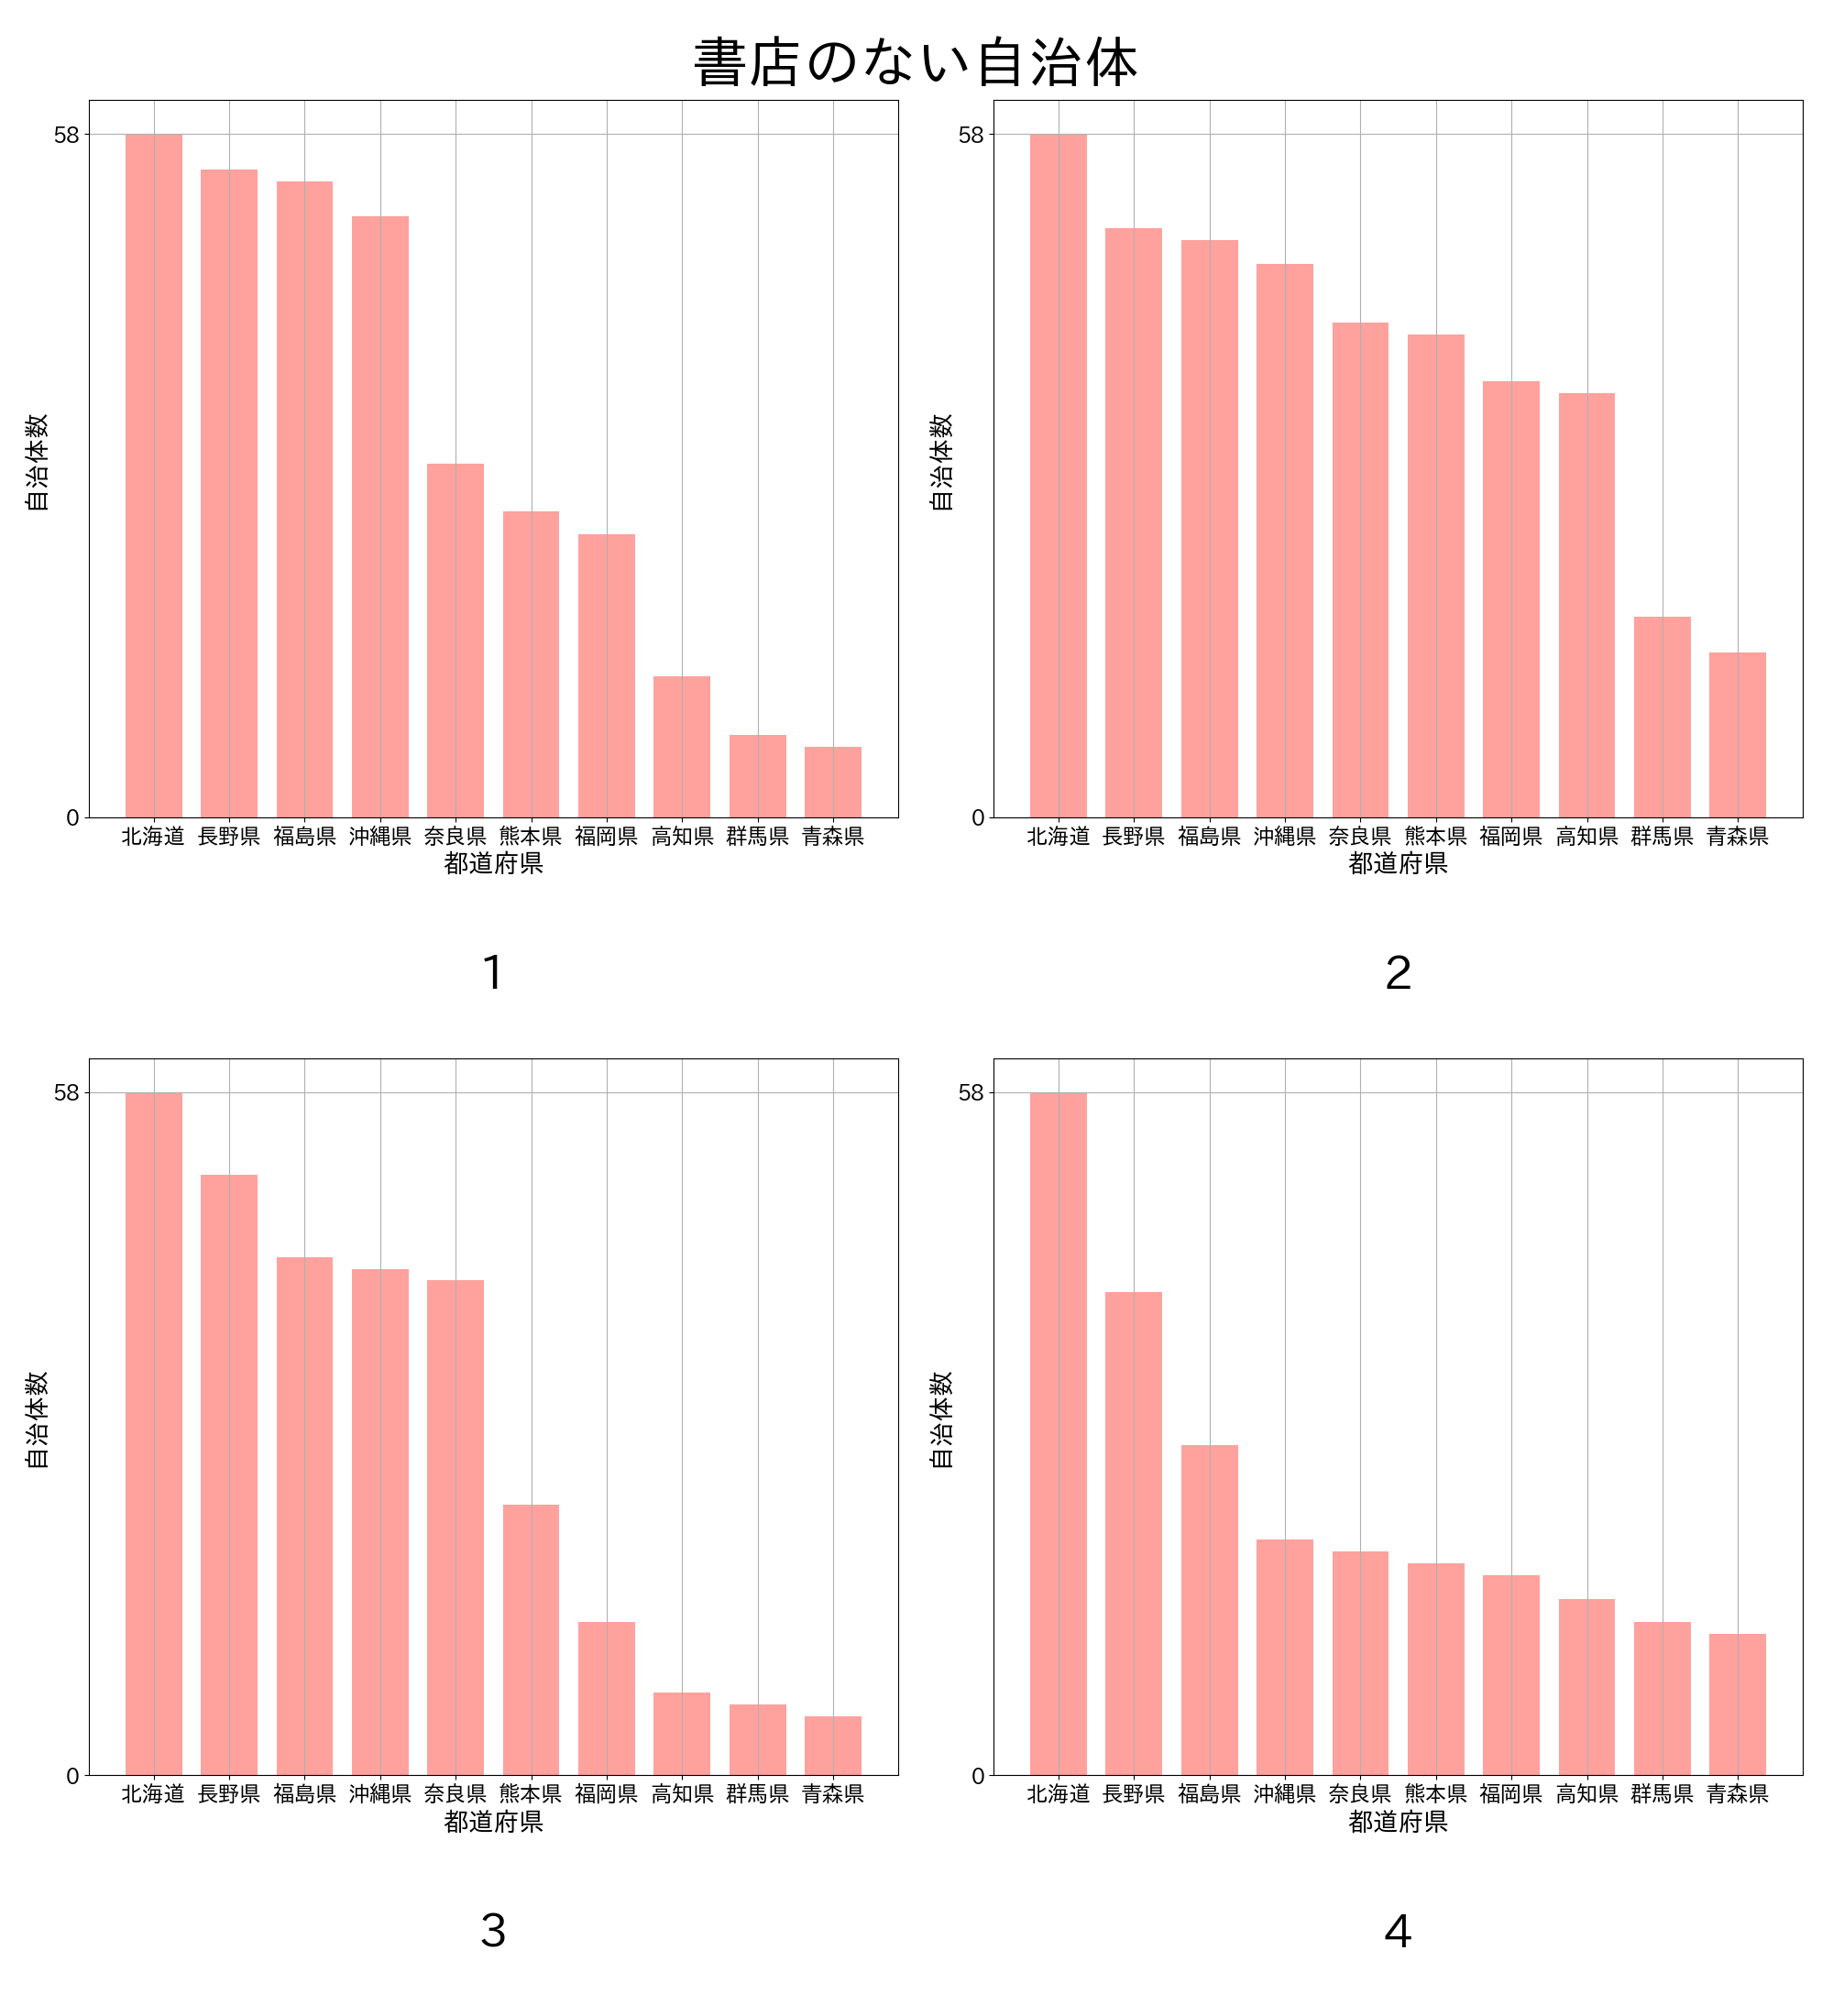 書店のない自治体
58
0
自治体数
北海道 長野県 福島県 沖縄県 奈良県 熊本県 福岡県 高知県 群馬県 青森県
都道府県
1
58
0
自治体数
北海道 長野県 福島県 沖縄県 奈良県 熊本県 福岡県 高知県 群馬県 青森県
都道府県
2
58
0
自治体数
北海道 長野県 福島県 沖縄県 奈良県 熊本県 福岡県 高知県 群馬県 青森県
都道府県
3
58
0
自治体数
北海道 長野県 福島県 沖縄県 奈良県 熊本県 福岡県 高知県 群馬県 青森県
都道府県
4